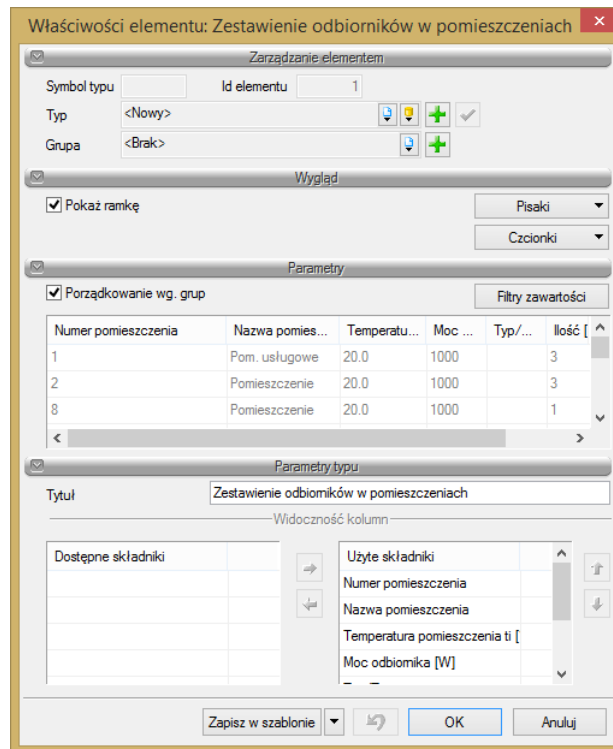 Właściwości elementu: Zestawienie odbiorników w pomieszczeniach
Zarządzanie elementem
Symbol typu Id elementu 1
Typ <Nowy>
Grupa <Brak>
Wygląd
Pokaż ramkę Pisaki
Czcionki
Parametry
Porządkowanie wg. grup Filtry zawartości
Numer pomieszczenia Nazwa pomies... Temperatu... Moc ... Typ/... Ilość [
1 Pom. usługowe 20.0 1000 3
2 Pomieszczenie 20.0 1000 3
8 Pomieszczenie 20.0 1000 1
Parametry typu
Tytuł Zestawienie odbiorników w pomieszczeniach
Widoczność kolumn
Dostępne składniki Użyte składniki
Numer pomieszczenia
Nazwa pomieszczenia
Temperatura pomieszczenia ti [
Moc odbiornika [W]
Zapisz w szablonie OK Anuluj